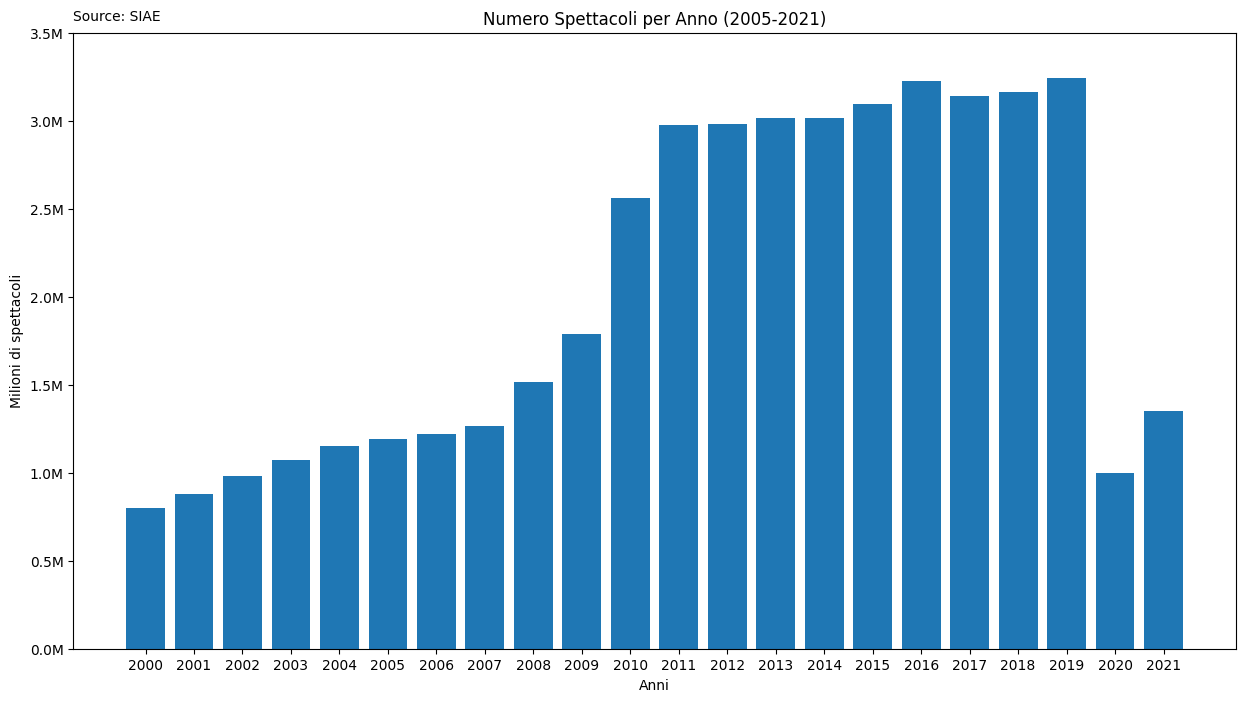 Source: SIAE
Numero Spettacoli per Anno (2005-2021)
3.5M
3.0M
2.5M
2.0M
1.5M
1.0M
0.5M
0.0M
Milioni di spettacoli
2000 2001 2002 2003 2004 2005 2006 2007 2008 2009 2010 2011 2012 2013 2014 2015 2016 2017 2018 2019 2020 2021
Anni